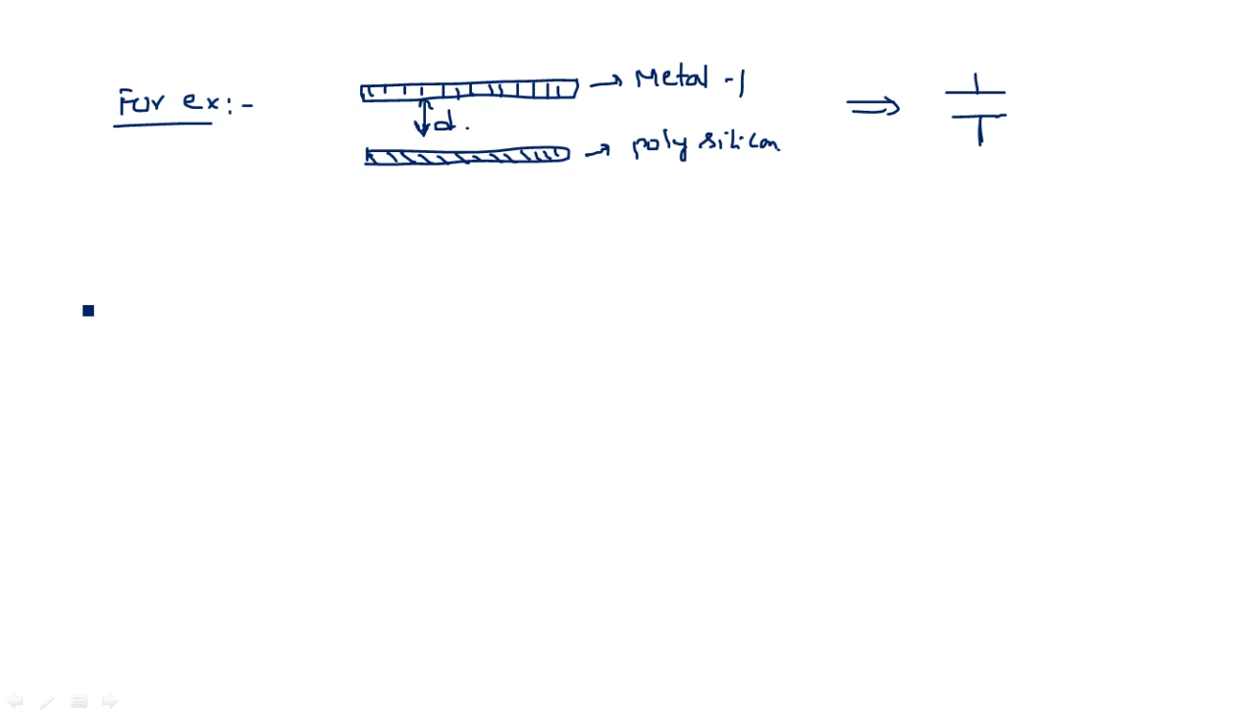 For ex:-
→ Metal -1
d.
→ poly silicon
⇒